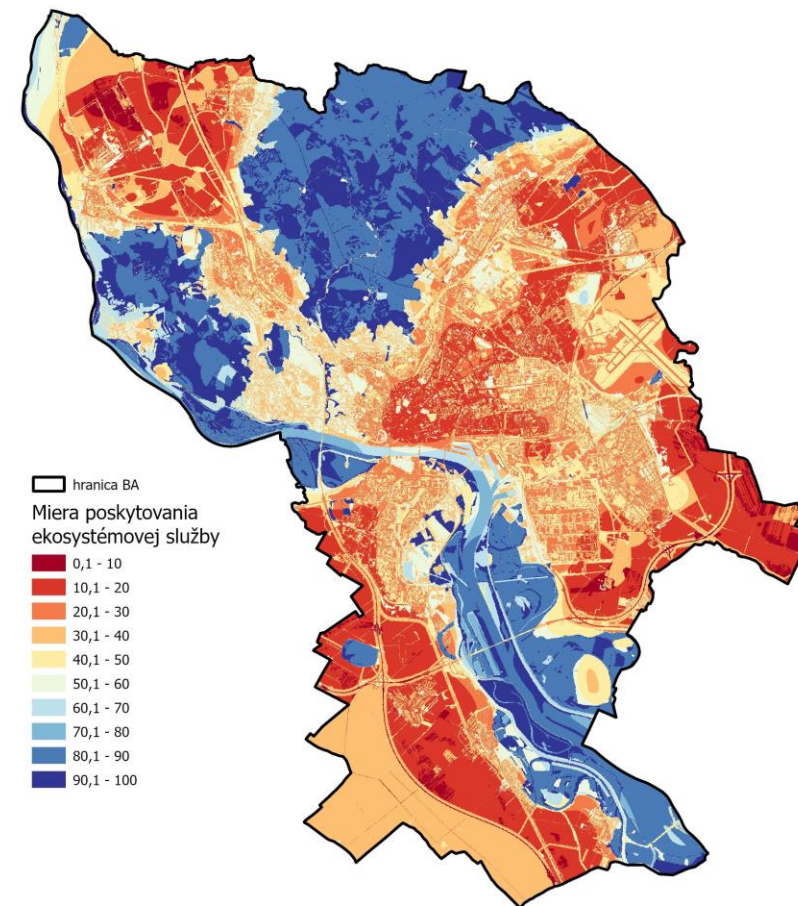 hranica BA
Miera poskytovania
ekosystémovej služby
0,1 - 10
10,1 - 20
20,1 - 30
30,1 - 40
40,1 - 50
50,1 - 60
60,1 - 70
70,1 - 80
80,1 - 90
90,1 - 100